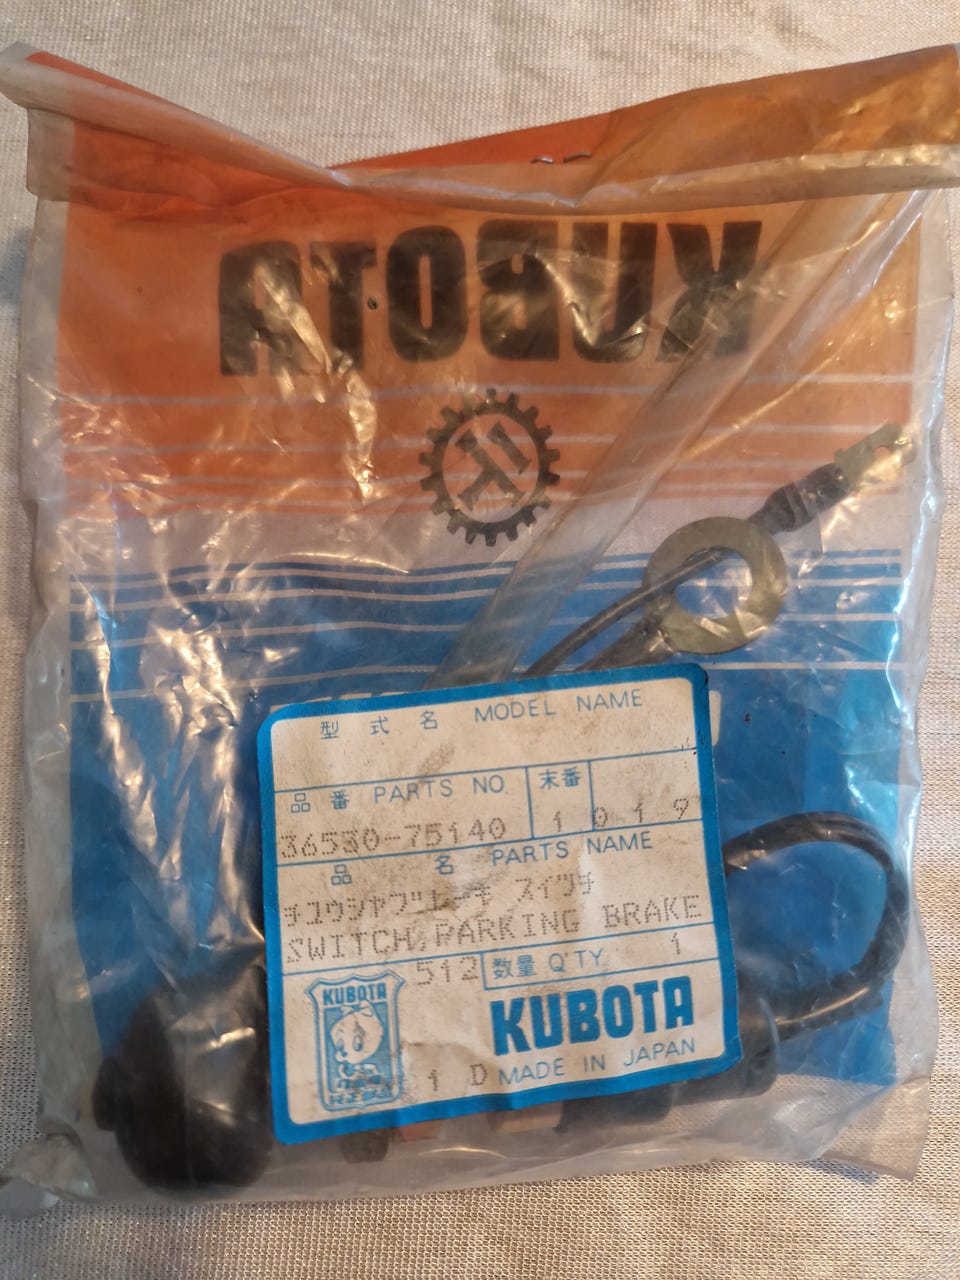 KUBOTA
型式名 MODEL NAME
品番 PARTS NO. 末番
36530-75140 1 0 1 9
品名 PARTS NAME
チユウシヤブレーキ スイツチ
SWITCH,PARKING BRAKE
512 数量 Q'TY 1
KUBOTA
KUBOTA
1 D MADE IN JAPAN